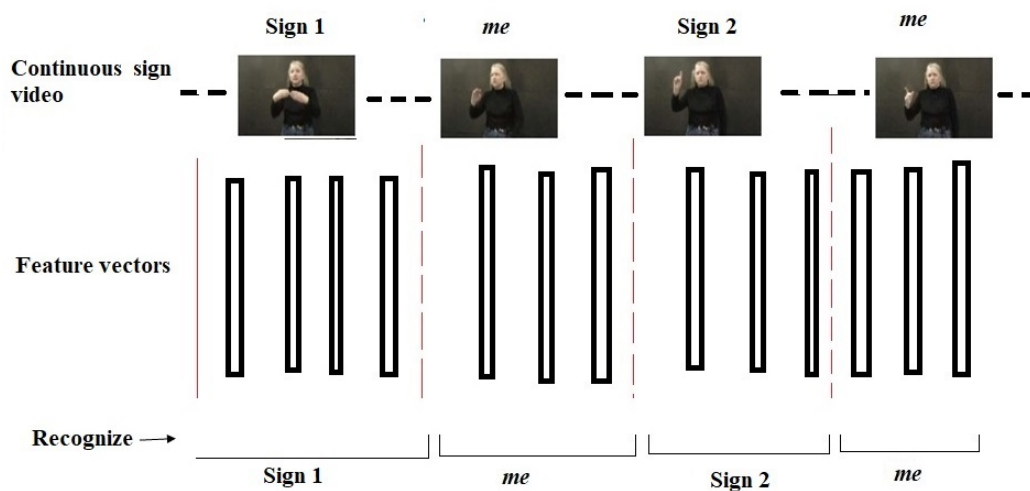 Sign 1 me Sign 2 me
Continuous sign
video
Feature vectors
Recognize
Sign 1 me Sign 2 me